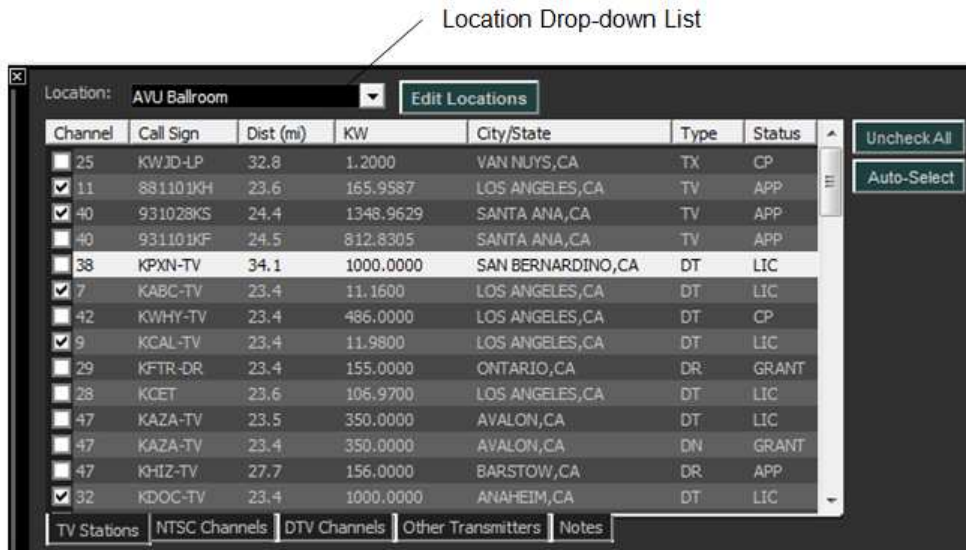 Location Drop-down List
Location: AVU Ballroom Edit Locations
Channel Call Sign Dist (mi) KW City/State Type Status
Uncheck All
25 KWJD-LP 32.8 1.2000 VAN NUYS,CA TX CP
Auto-Select
11 881101KH 23.6 165.9587 LOS ANGELES,CA TV APP
40 931028KS 24.4 1348.9629 SANTA ANA,CA TV APP
40 931101KF 24.5 812.8305 SANTA ANA,CA TV APP
38 KPXN-TV 34.1 1000.0000 SAN BERNARDINO,CA DT LIC
7 KABC-TV 23.4 11.1600 LOS ANGELES,CA DT LIC
42 KWHY-TV 23.4 486.0000 LOS ANGELES,CA DT CP
9 KCAL-TV 23.4 11.9800 LOS ANGELES,CA DT LIC
29 KFTR-DR 23.4 155.0000 ONTARIO,CA DR GRANT
28 KCET 23.6 106.9700 LOS ANGELES,CA DT LIC
47 KAZA-TV 23.5 350.0000 AVALON,CA DT LIC
47 KAZA-TV 23.4 350.0000 AVALON,CA DN GRANT
47 KHIZ-TV 27.7 156.0000 BARSTOW,CA DR APP
32 KDOC-TV 23.4 1000.0000 ANAHEIM,CA DT LIC
TV Stations NTSC Channels DTV Channels Other Transmitters Notes